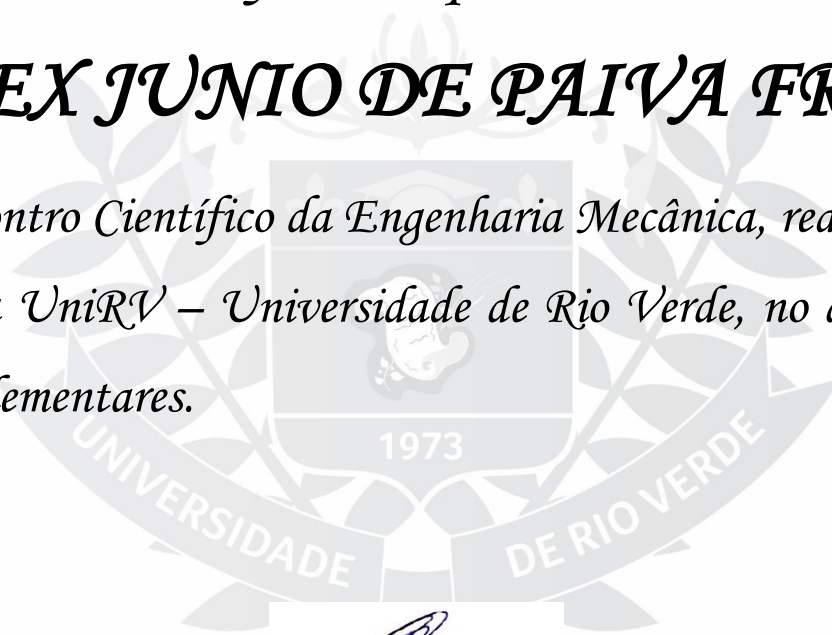 EX JUNIO DE PAIVA FR
ontro Científico da Engenharia Mecânica, rea
a UniRV – Universidade de Rio Verde, no
lementares.
1973
UNIVERSIDADE DE RIO VERDE